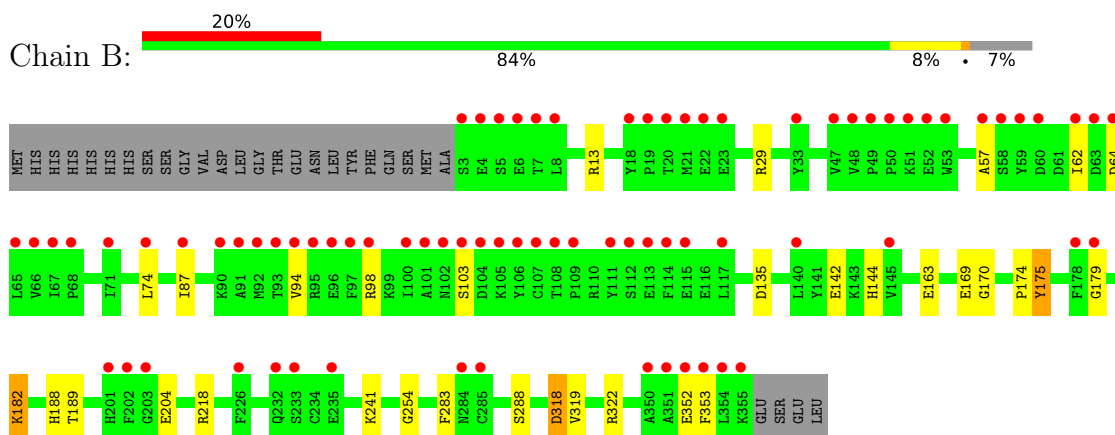 20%
Chain B:
84% 8% • 7%
MET HIS HIS HIS HIS HIS HIS SER SER GLY VAL ASP LEU GLY THR GLU ASN LEU TYR PHE GLN SER MET ALA S3 E4 S5 E6 T7 L8 R13 Y18 P19 T20 M21 E22 E23 R29 Y33 V47 V48 P49 P50 K51 E52 W53 A57 S58 Y59 D60 D61 I62 D63 D64
L65 V66 I67 P68 I71 L74 I87 K90 A91 M92 T93 V94 R95 E96 F97 R98 K99 I100 A101 N102 S103 D104 K105 Y106 C107 T108 P109 R110 Y111 S112 E113 F114 E115 E116 L117 D135 L140 Y141 E142 K143 H144 V145 E163 E169 G170 P174 Y175 F178 G179
K182 H188 T189 H201 F202 G203 E204 R218 F226 Q232 S233 C234 E235 K241 G254 F283 N284 C285 S288 D318 V319 R322 A350 A351 E352 F353 L354 K355 GLU SER GLU LEU